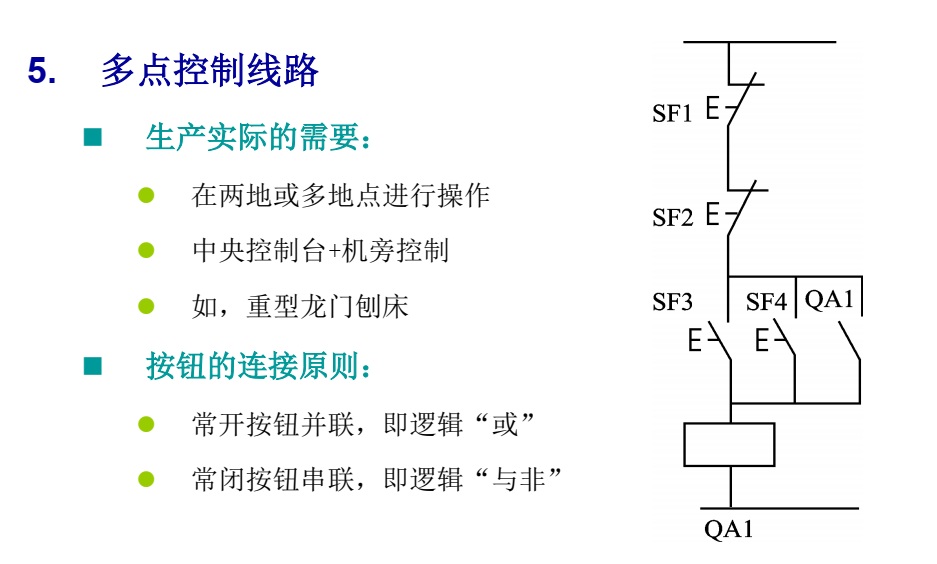 5. 多点控制线路
生产实际的需要：
在两地或多地点进行操作
中央控制台+机旁控制
如，重型龙门刨床
按钮的连接原则：
常开按钮并联，即逻辑“或”
常闭按钮串联，即逻辑“与非”
SF1
SF2
SF3
SF4
QA1
QA1